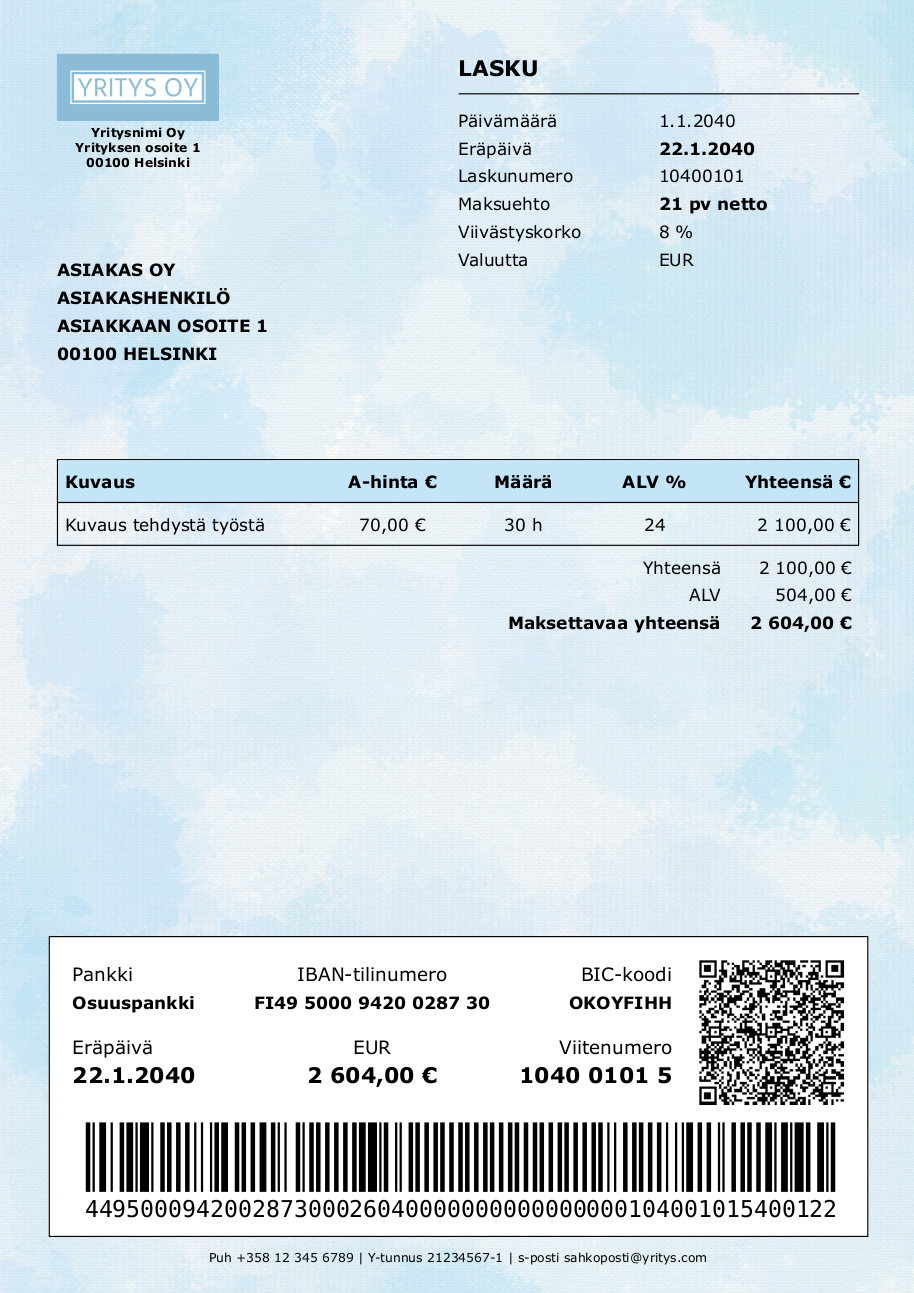 YRITYS OY
Yritysnimi Oy
Yrityksen osoite 1
00100 Helsinki
LASKU
Päivämäärä 1.1.2040
Eräpäivä 22.1.2040
Laskunumero 10400101
Maksuehto 21 pv netto
Viivästyskorko 8 %
Valuutta EUR
ASIAKAS OY
ASIAKASHENKILÖ
ASIAKKAAN OSOITE 1
00100 HELSINKI
Kuvaus A-hinta € Määrä ALV % Yhteensä €
Kuvaus tehdystä työstä 70,00 € 30 h 24 2 100,00 €
Yhteensä 2 100,00 €
ALV 504,00 €
Maksettavaa yhteensä 2 604,00 €
Pankki IBAN-tilinumero BIC-koodi
Osuuspankki FI49 5000 9420 0287 30 OKOYFIHH
Eräpäivä EUR Viitenumero
22.1.2040 2 604,00 € 1040 0101 5
449500094200287300026040000000000000000104001015400122
Puh +358 12 345 6789 | Y-tunnus 21234567-1 | s-posti sahkoposti@yritys.com